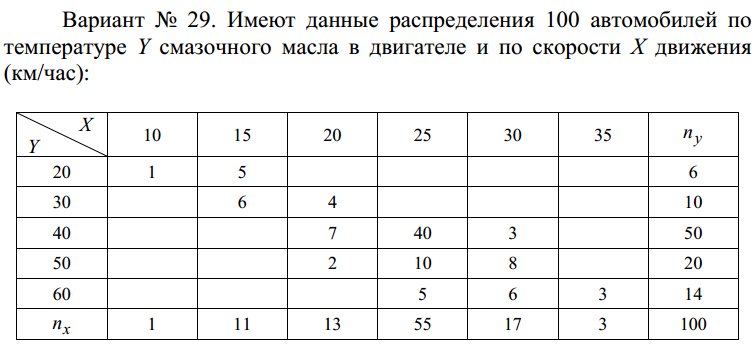 Вариант № 29. Имеют данные распределения 100 автомобилей по
температуре Y смазочного масла в двигателе и по скорости X движения
(км/час):
X
Y 10 15 20 25 30 35 n_y
20 1 5 6
30 6 4 10
40 7 40 3 50
50 2 10 8 20
60 5 6 3 14
n_x 1 11 13 55 17 3 100